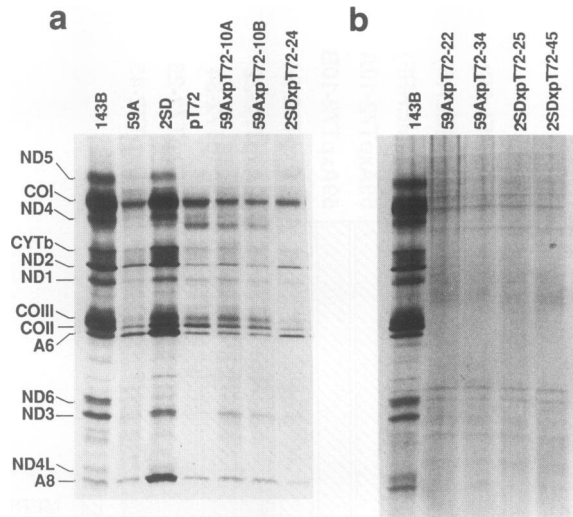 a
143B
59A
2SD
pT72
59AxpT72-10A
59AxpT72-10B
2SDxpT72-24
ND5
COI
ND4
CYTb
ND2
ND1
COIII
COII
A6
ND6
ND3
ND4L
A8
b
143B
59AxpT72-22
59AxpT72-34
2SDxpT72-25
2SDxpT72-45